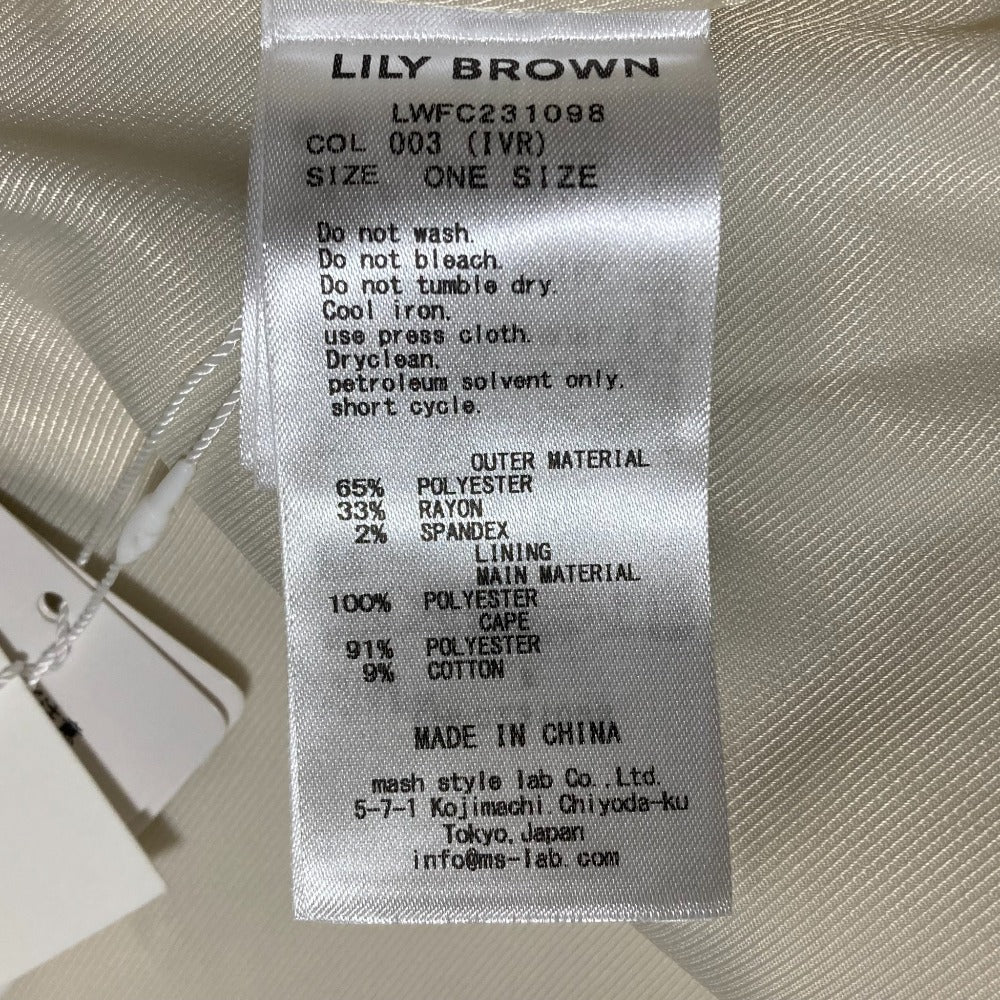 LILY BROWN
LWFC231098
COL 003 (IVR)
SIZE ONE SIZE
Do not wash.
Do not bleach.
Do not tumble dry.
Cool iron.
use press cloth.
Dryclean.
petroleum solvent only.
short cycle.
OUTER MATERIAL
65% POLYESTER
33% RAYON
2% SPANDEX
LINING
MAIN MATERIAL
100% POLYESTER
CAPE
91% POLYESTER
9% COTTON
MADE IN CHINA
mash style lab Co.,Ltd.
5-7-1 Kojimachi.Chiyoda-ku
Tokyo.Japan
info@ms-lab.com